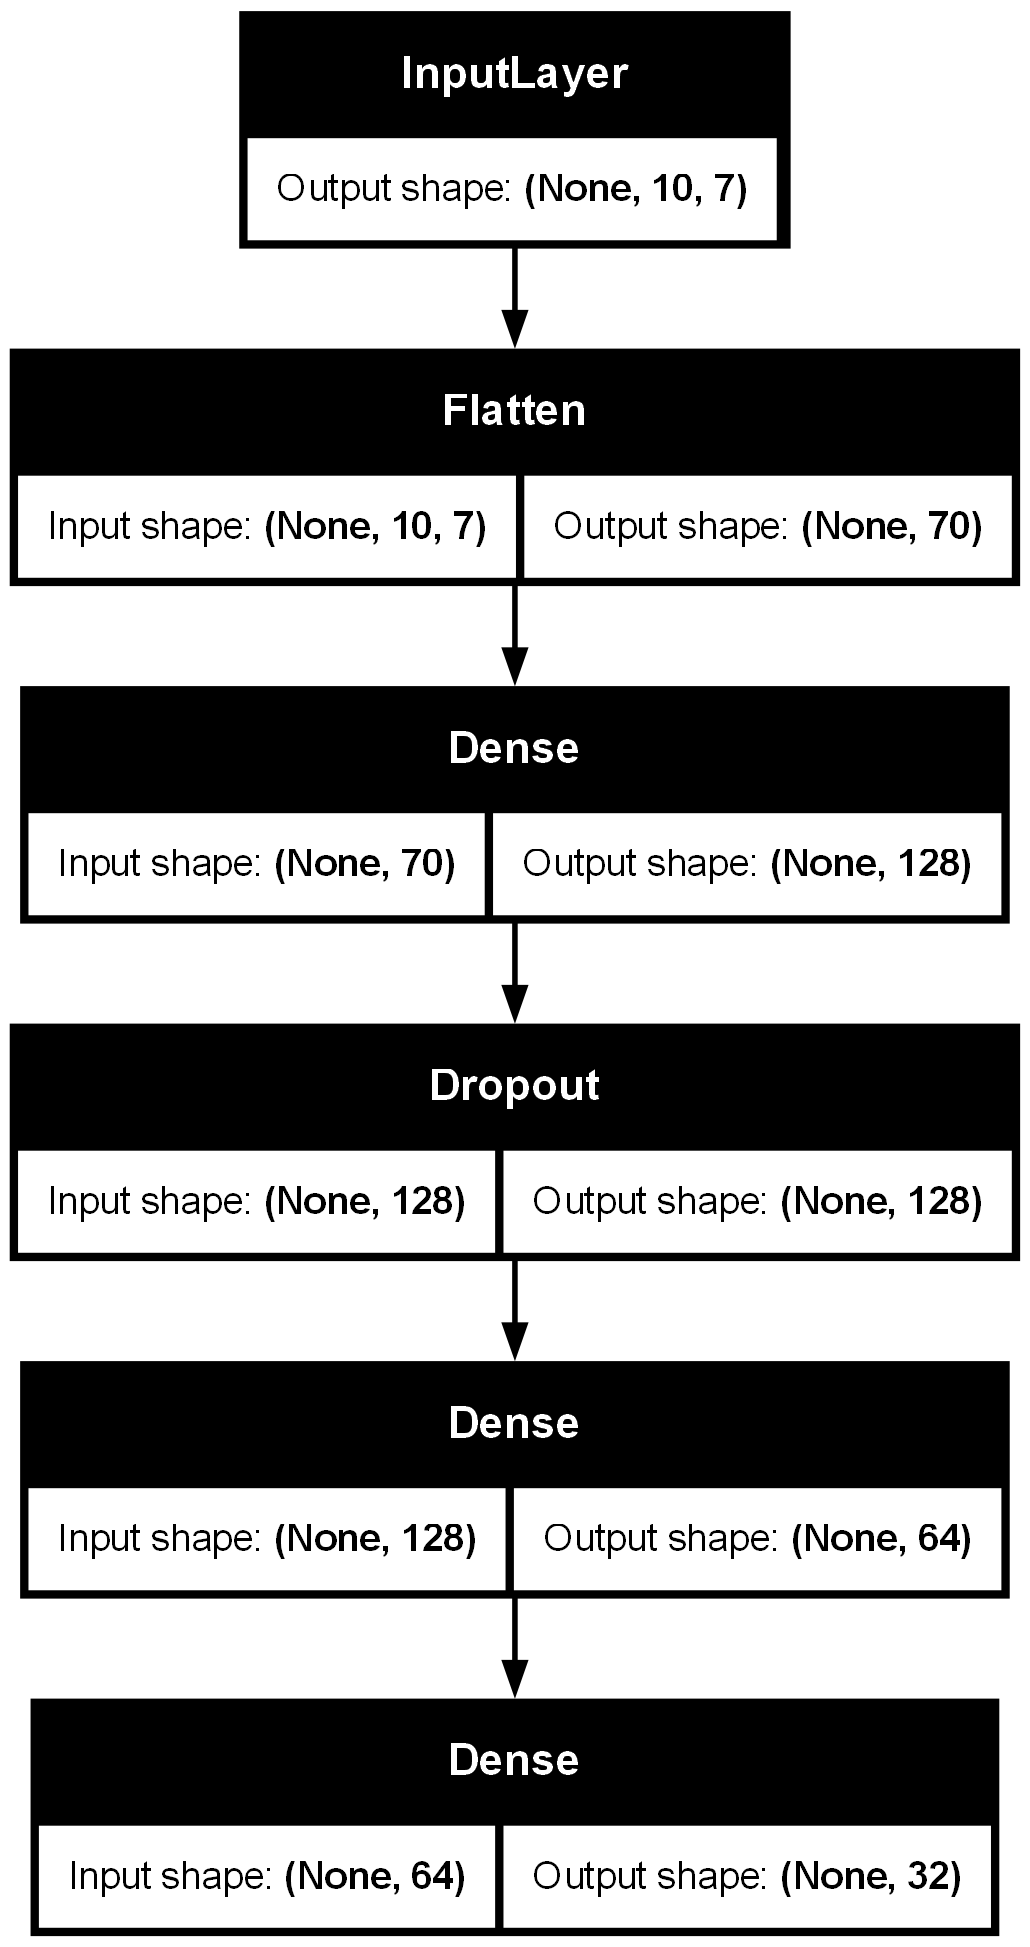 InputLayer
Output shape: (None, 10, 7)
Flatten
Input shape: (None, 10, 7) Output shape: (None, 70)
Dense
Input shape: (None, 70) Output shape: (None, 128)
Dropout
Input shape: (None, 128) Output shape: (None, 128)
Dense
Input shape: (None, 128) Output shape: (None, 64)
Dense
Input shape: (None, 64) Output shape: (None, 32)